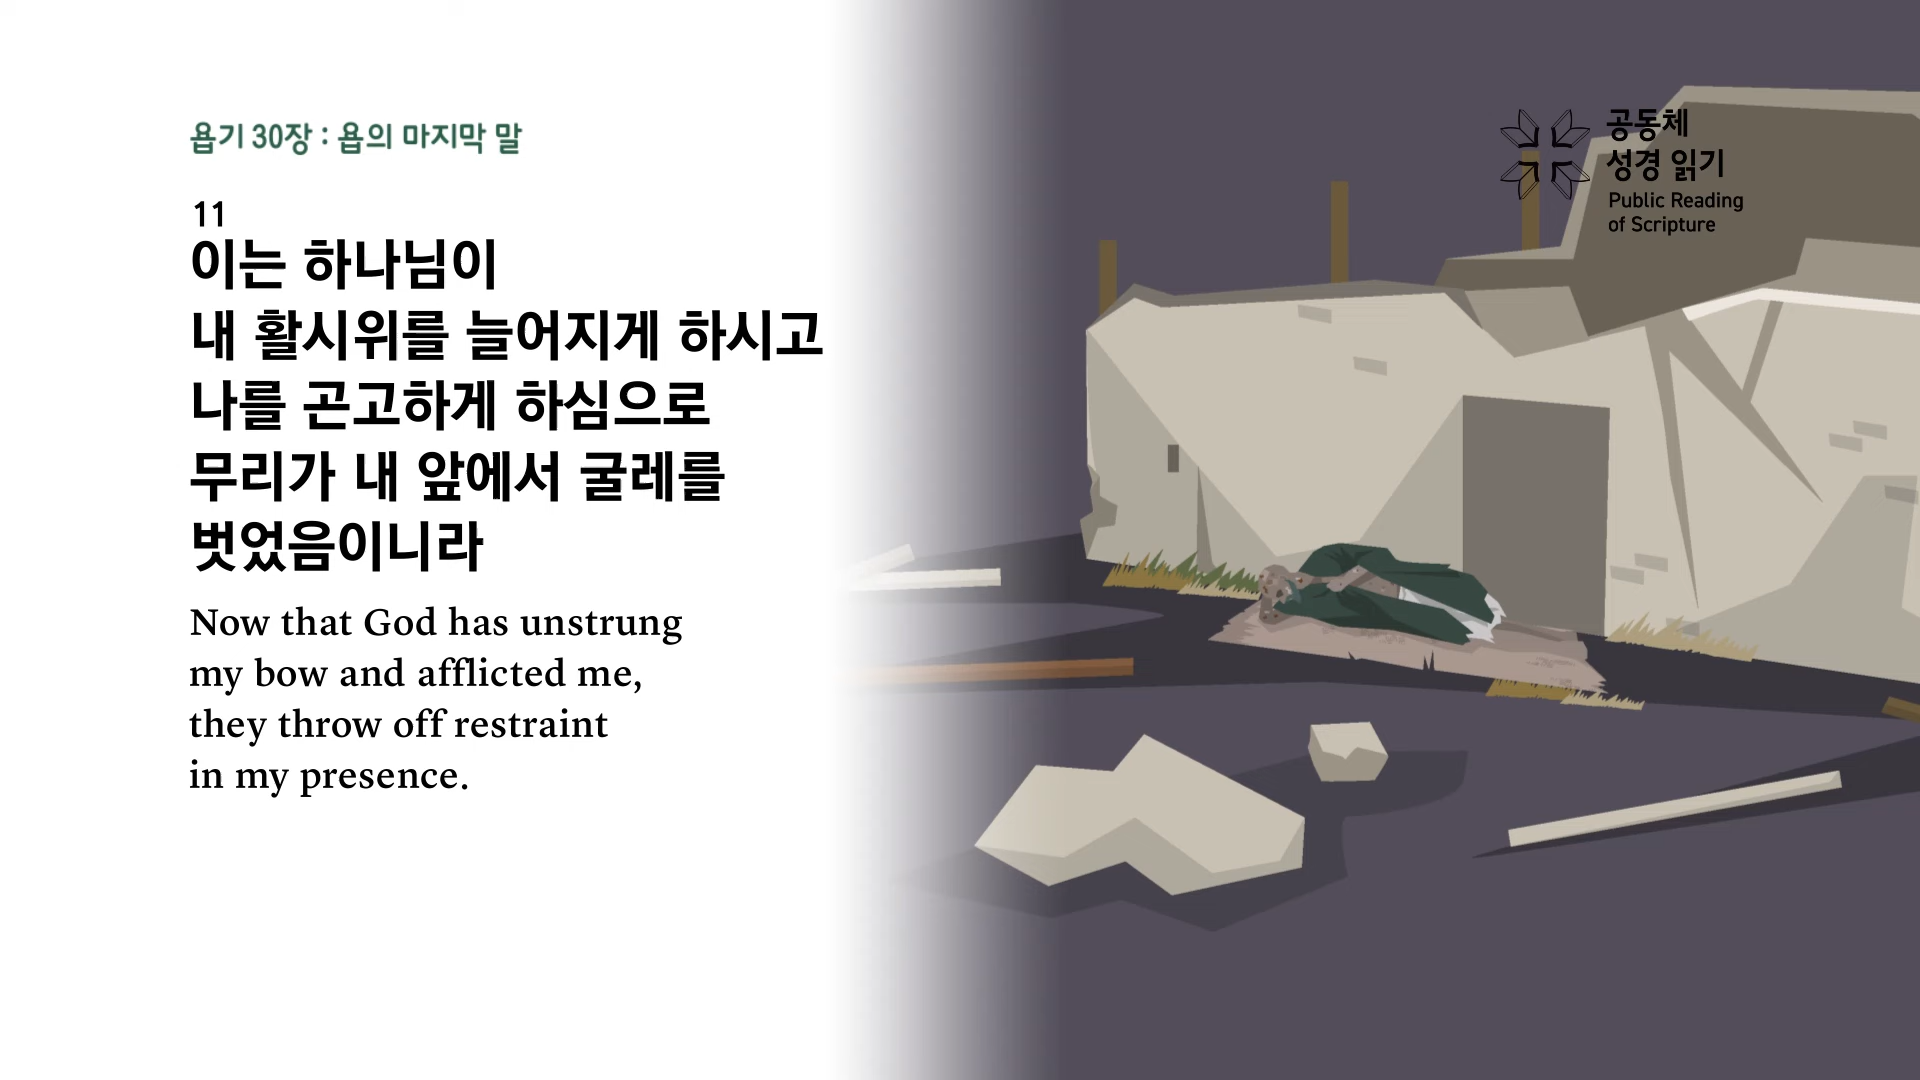 욥기 30장 : 욥의 마지막 말
11
이는 하나님이
내 활시위를 늘어지게 하시고
나를 곤고하게 하심으로
무리가 내 앞에서 굴레를
벗었음이니라
Now that God has unstrung
my bow and afflicted me,
they throw off restraint
in my presence.
공동체
성경 읽기
Public Reading
of Scripture